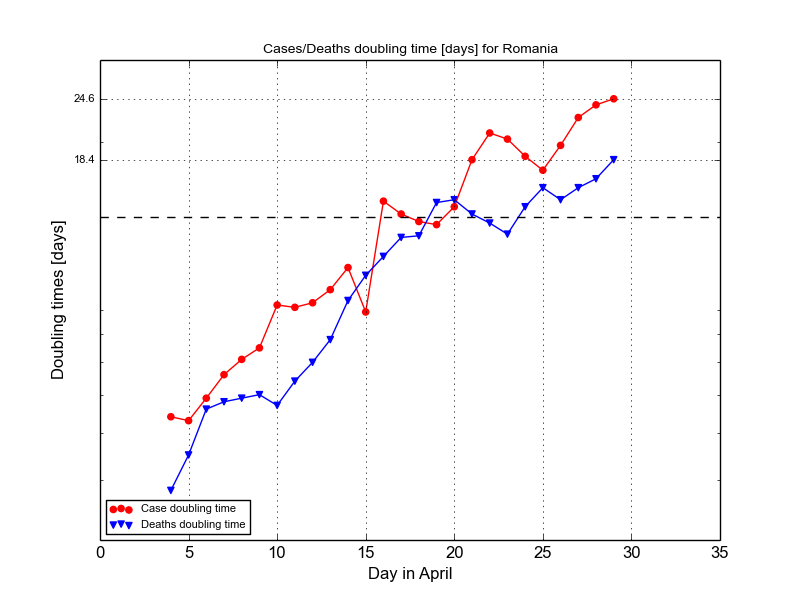 Cases/Deaths doubling time [days] for Romania
24.6
18.4
Doubling times [days]
Case doubling time
Deaths doubling time
0 5 10 15 20 25 30 35
Day in April